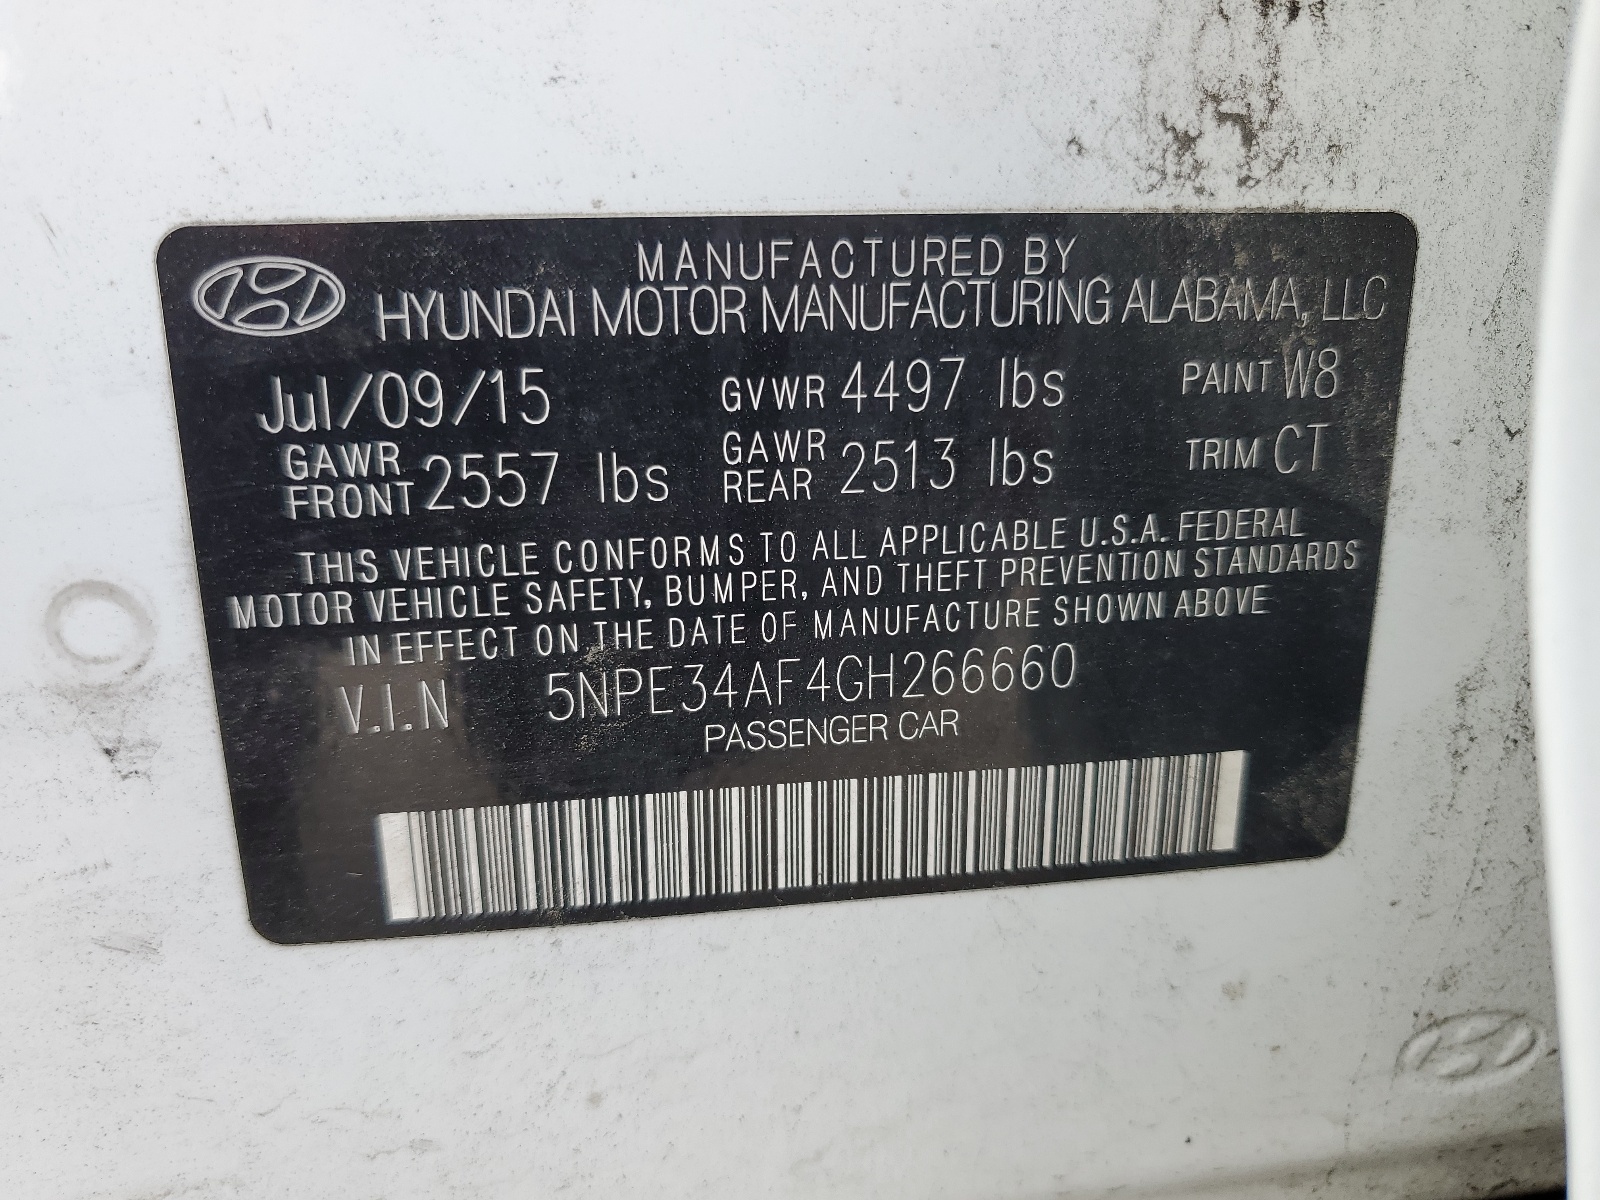 MANUFACTURED BY
HYUNDAI MOTOR MANUFACTURING ALABAMA, LLC
Jul/09/15 GVWR 4497 lbs PAINT W8
GAWR FRONT 2557 lbs GAWR REAR 2513 lbs TRIM CT
THIS VEHICLE CONFORMS TO ALL APPLICABLE U.S.A. FEDERAL
MOTOR VEHICLE SAFETY, BUMPER, AND THEFT PREVENTION STANDARDS
IN EFFECT ON THE DATE OF MANUFACTURE SHOWN ABOVE
V.I.N 5NPE34AF4GH266660
PASSENGER CAR